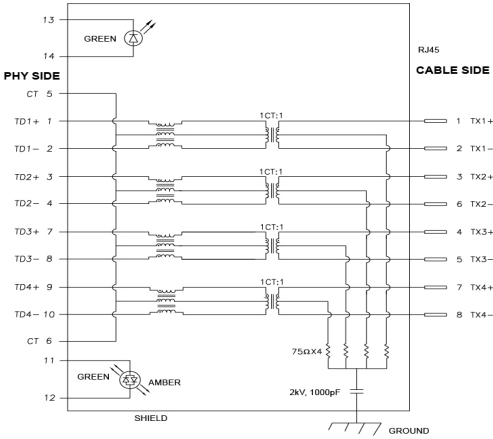 13
GREEN
14
RJ45
PHY SIDE
CABLE SIDE
CT 5
1CT:1
TD1+ 1
1 TX1+
TD1- 2
2 TX1-
1CT:1
TD2+ 3
3 TX2+
TD2- 4
6 TX2-
1CT:1
TD3+ 7
4 TX3+
TD3- 8
5 TX3-
1CT:1
TD4+ 9
7 TX4+
TD4- 10
8 TX4-
CT 6
75ΩX4
11
GREEN
AMBER
12
2kV, 1000pF
SHIELD
GROUND